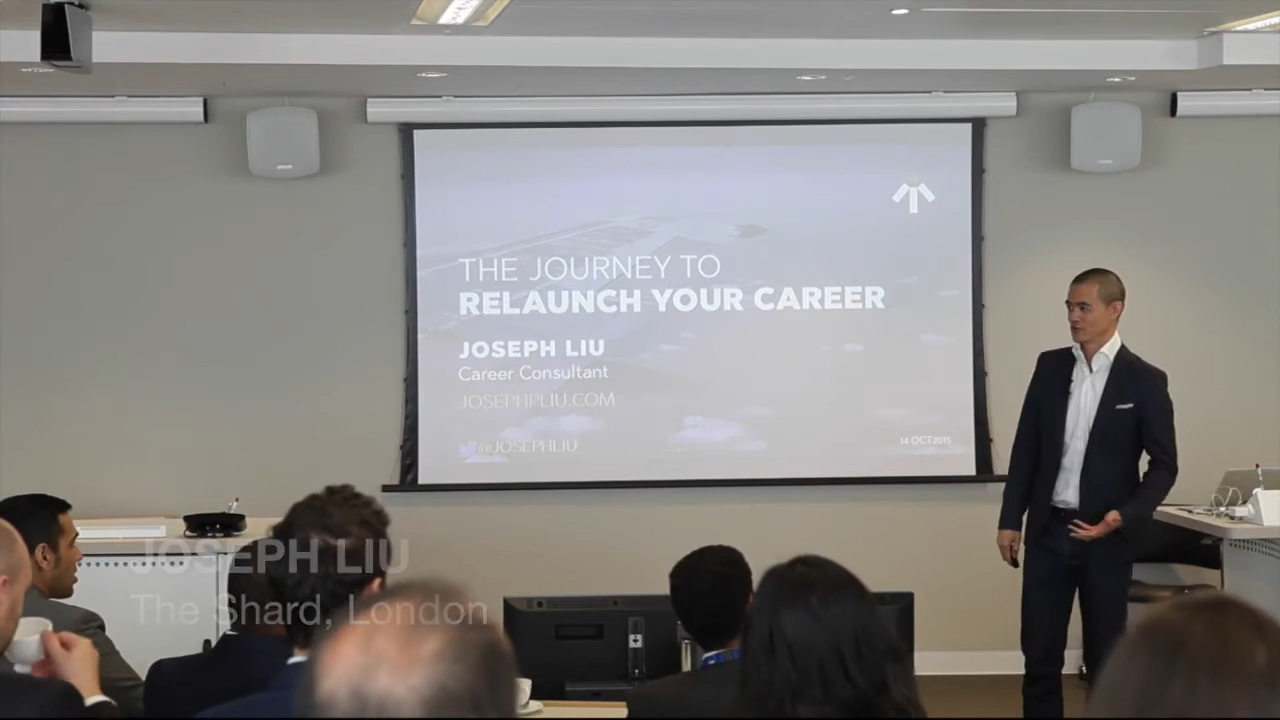 THE JOURNEY TO
RELAUNCH YOUR CAREER
JOSEPH LIU
Career Consultant
JOSEPHPLIU.COM
@JOSEPHLIU
14 OCT 2015
JOSEPH LIU
The Shard, London